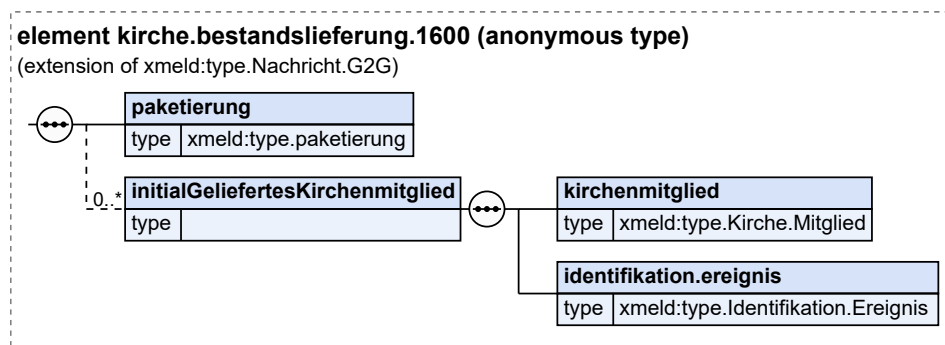 element kirche.bestandslieferung.1600 (anonymous type)
(extension of xmeld:type.Nachricht.G2G)
paketierung
type xmeld:type.paketierung
0..*
initialGeliefertesKirchenmitglied
type
kirchenmitglied
type xmeld:type.Kirche.Mitglied
identifikation.ereignis
type xmeld:type.Identifikation.Ereignis